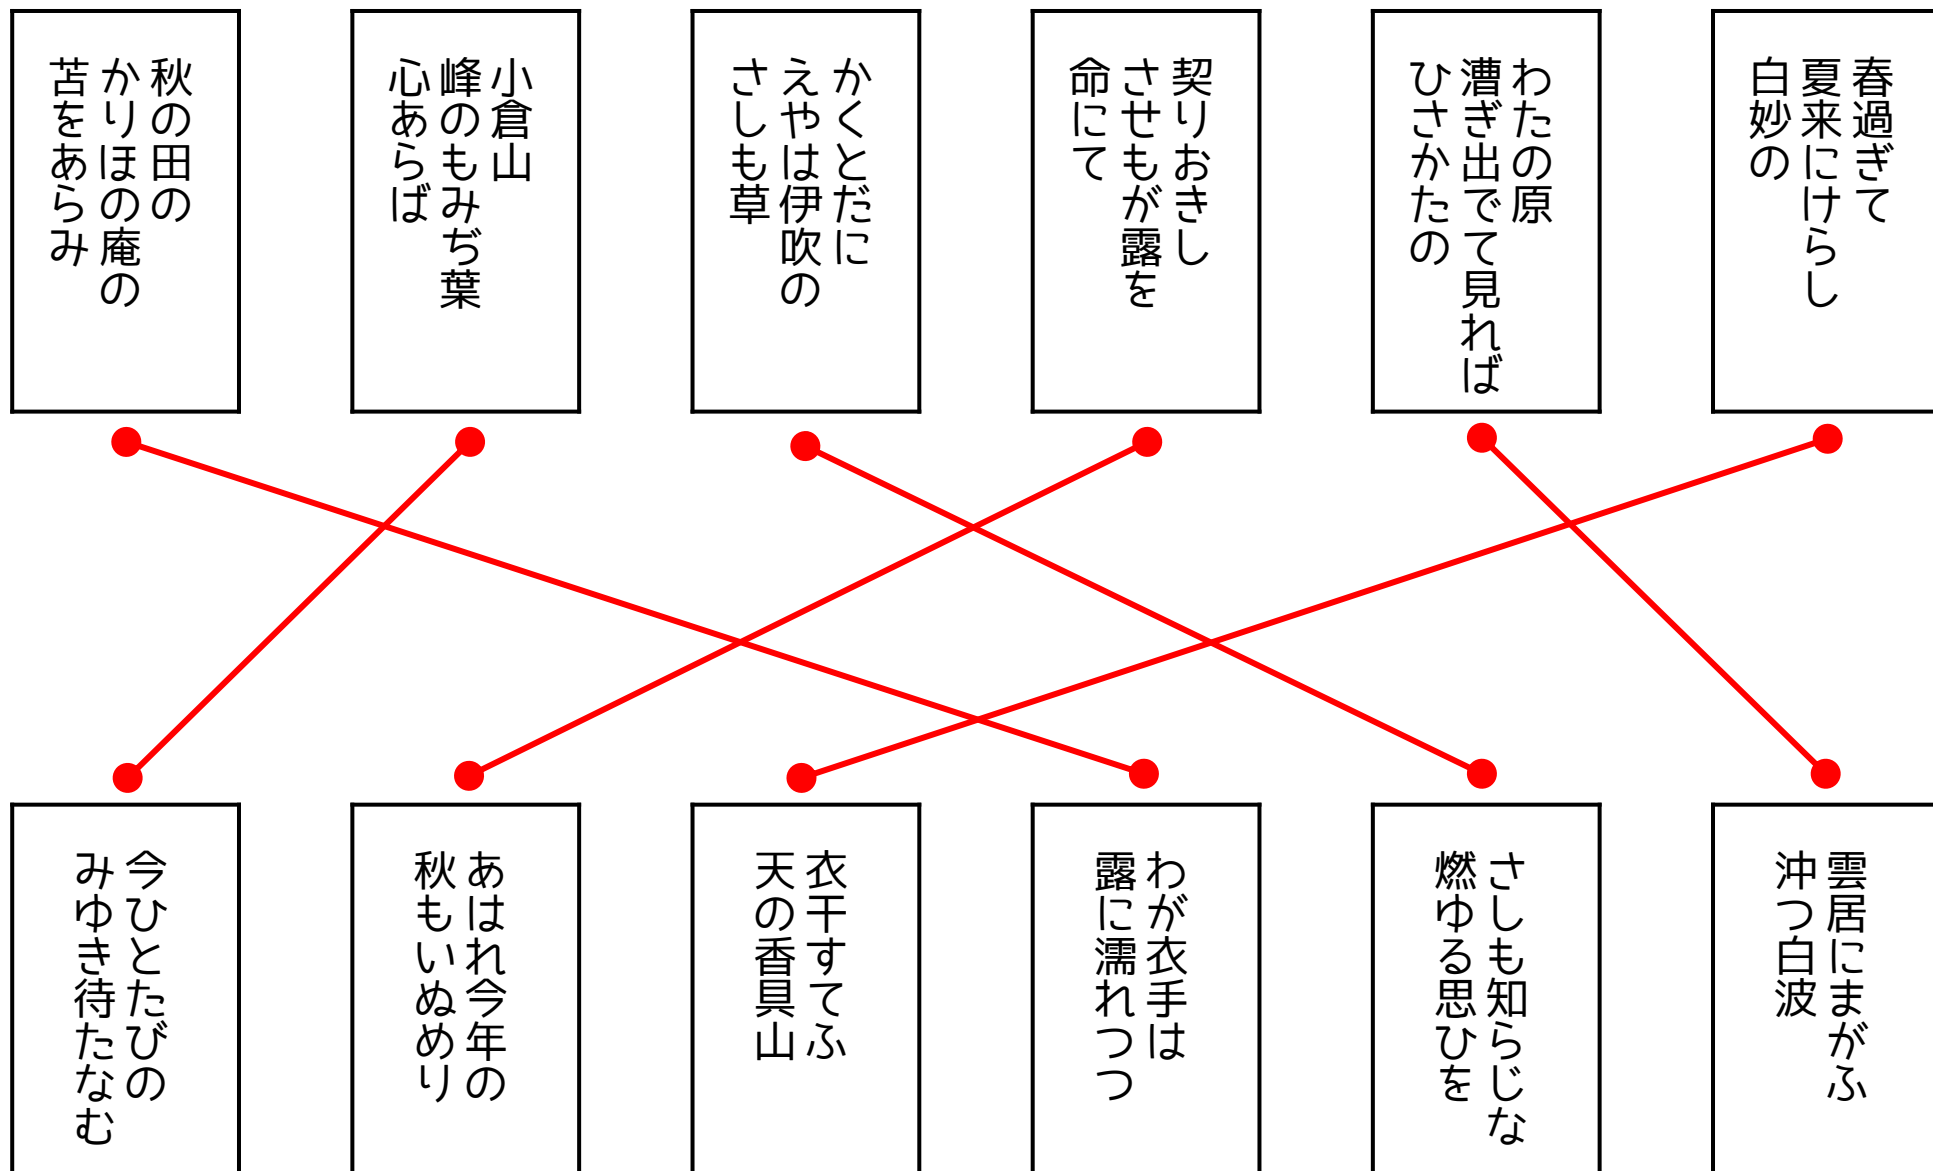 春過ぎて
夏来にけらし
白妙の
わたの原
漕ぎ出でて見れば
ひさかたの
契りおきし
させもが露を
命にて
かくとだに
えやは伊吹の
さしも草
小倉山
峰のもみぢ葉
心あらば
秋の田の
かりほの庵の
苫をあらみ
雲居にまがふ
沖つ白波
さしも知らじな
燃ゆる思ひを
わが衣手は
露に濡れつつ
衣干すてふ
天の香具山
あはれ今年の
秋もいぬめり
今ひとたびの
みゆき待たなむ